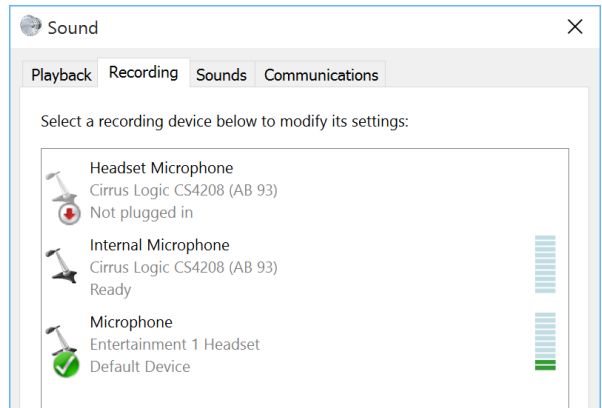 Sound
Playback Recording Sounds Communications
Select a recording device below to modify its settings:
Headset Microphone
Cirrus Logic CS4208 (AB 93)
Not plugged in
Internal Microphone
Cirrus Logic CS4208 (AB 93)
Ready
Microphone
Entertainment 1 Headset
Default Device